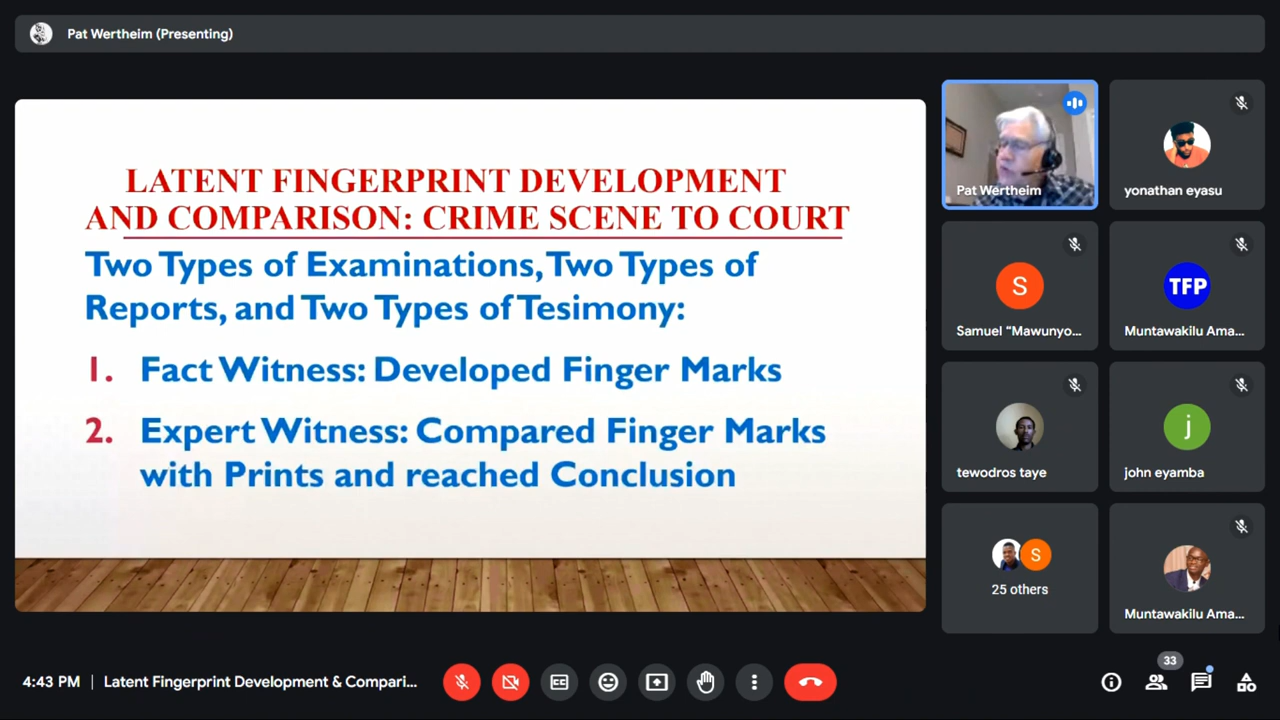 Pat Wertheim (Presenting)
LATENT FINGERPRINT DEVELOPMENT
AND COMPARISON: CRIME SCENE TO COURT
Two Types of Examinations, Two Types of
Reports, and Two Types of Tesimony:
1. Fact Witness: Developed Finger Marks
2. Expert Witness: Compared Finger Marks
with Prints and reached Conclusion
Pat Wertheim
yonathan eyasu
S
Samuel "Mawunyo...
TFP
Muntawakilu Ama...
tewodros taye
j
john eyamba
S
25 others
Muntawakilu Ama...
4:43 PM | Latent Fingerprint Development & Compari...
CC
33